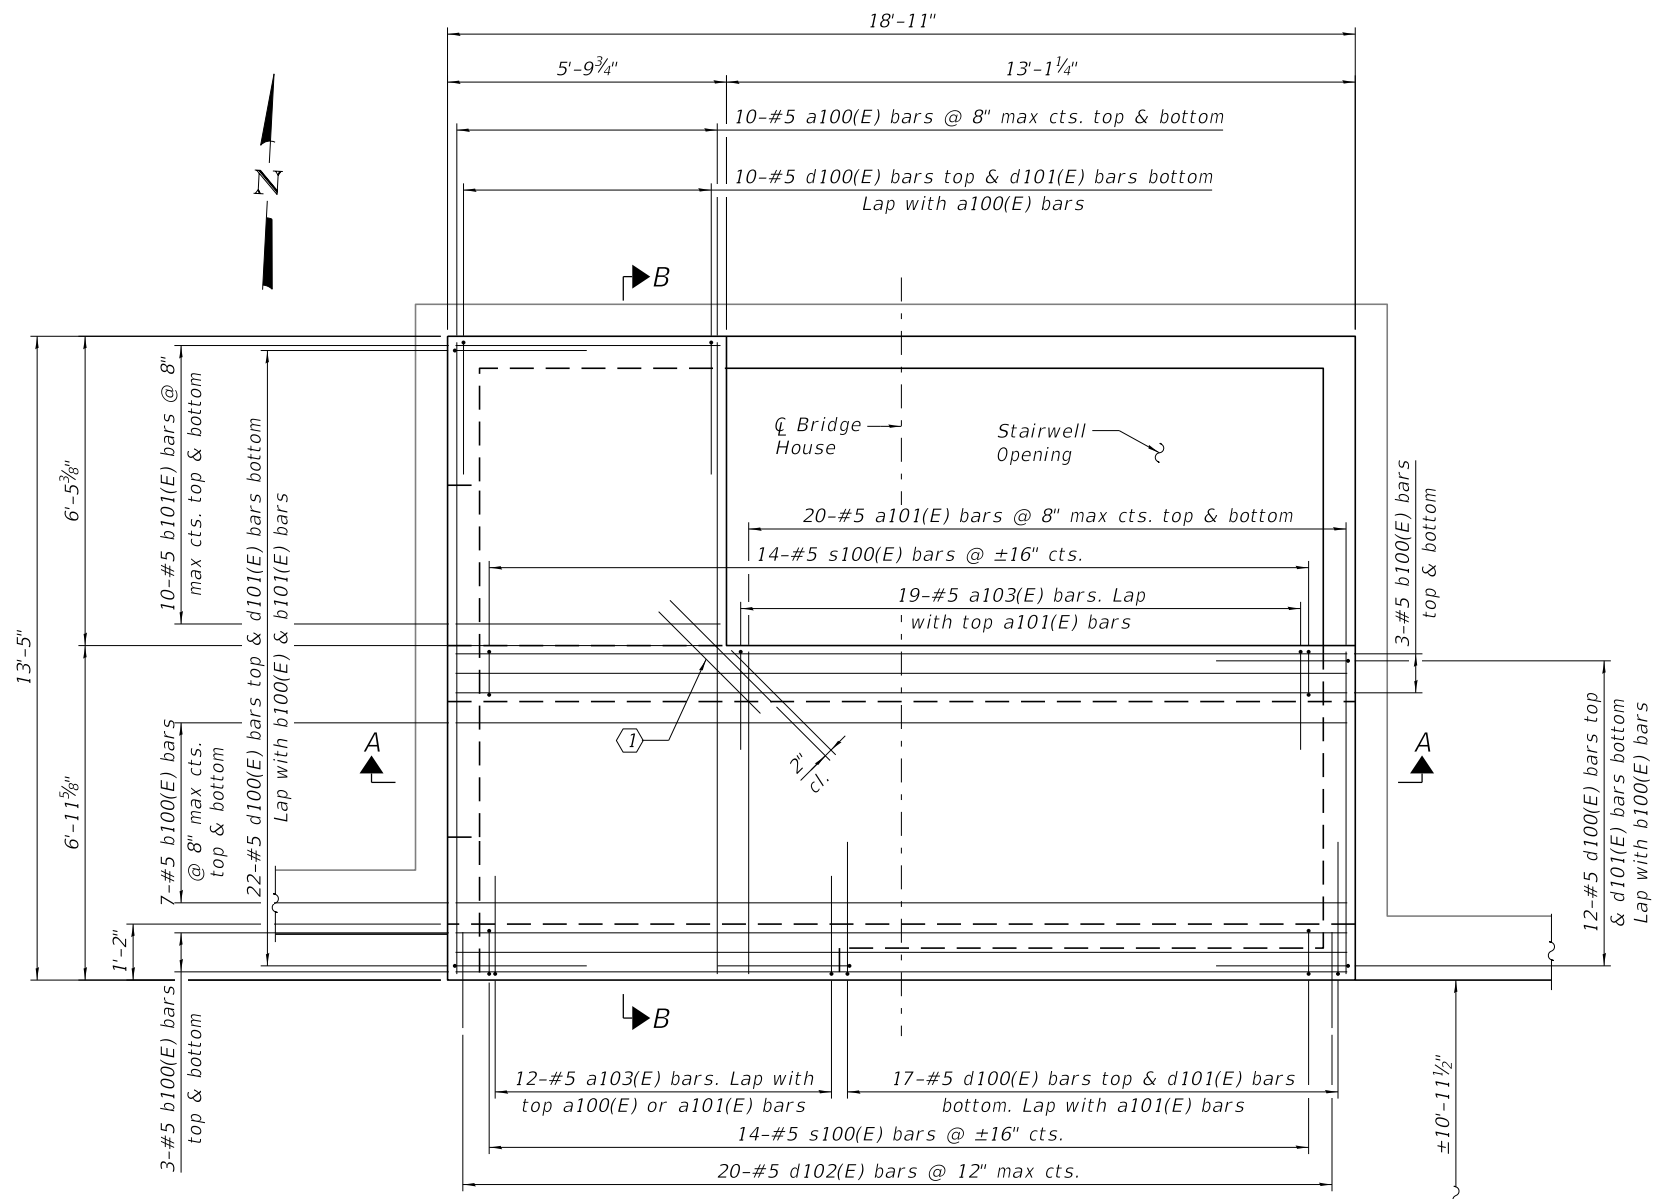 18'-11"
5'-9¾"
13'-1¼"
10-#5 a100(E) bars @ 8" max cts. top & bottom
10-#5 d100(E) bars top & d101(E) bars bottom
Lap with a100(E) bars
N
B
10-#5 b101(E) bars @ 8"
max cts. top & bottom
22-#5 d100(E) bars top & d101(E) bars bottom
Lap with b100(E) & b101(E) bars
6'-5⅜"
13'-5"
6'-11⅝"
1'-2"
7-#5 b100(E) bars
@ 8" max cts.
top & bottom
3-#5 b100(E) bars
top & bottom
℄ Bridge
House
Stairwell
Opening
20-#5 a101(E) bars @ 8" max cts. top & bottom
14-#5 s100(E) bars @ ±16" cts.
19-#5 a103(E) bars. Lap
with top a101(E) bars
3-#5 b100(E) bars
top & bottom
1
2"
cl.
A
A
12-#5 d100(E) bars top
& d101(E) bars bottom
Lap with b100(E) bars
B
12-#5 a103(E) bars. Lap with
top a100(E) or a101(E) bars
17-#5 d100(E) bars top & d101(E) bars
bottom. Lap with a101(E) bars
14-#5 s100(E) bars @ ±16" cts.
20-#5 d102(E) bars @ 12" max cts.
±10'-11½"